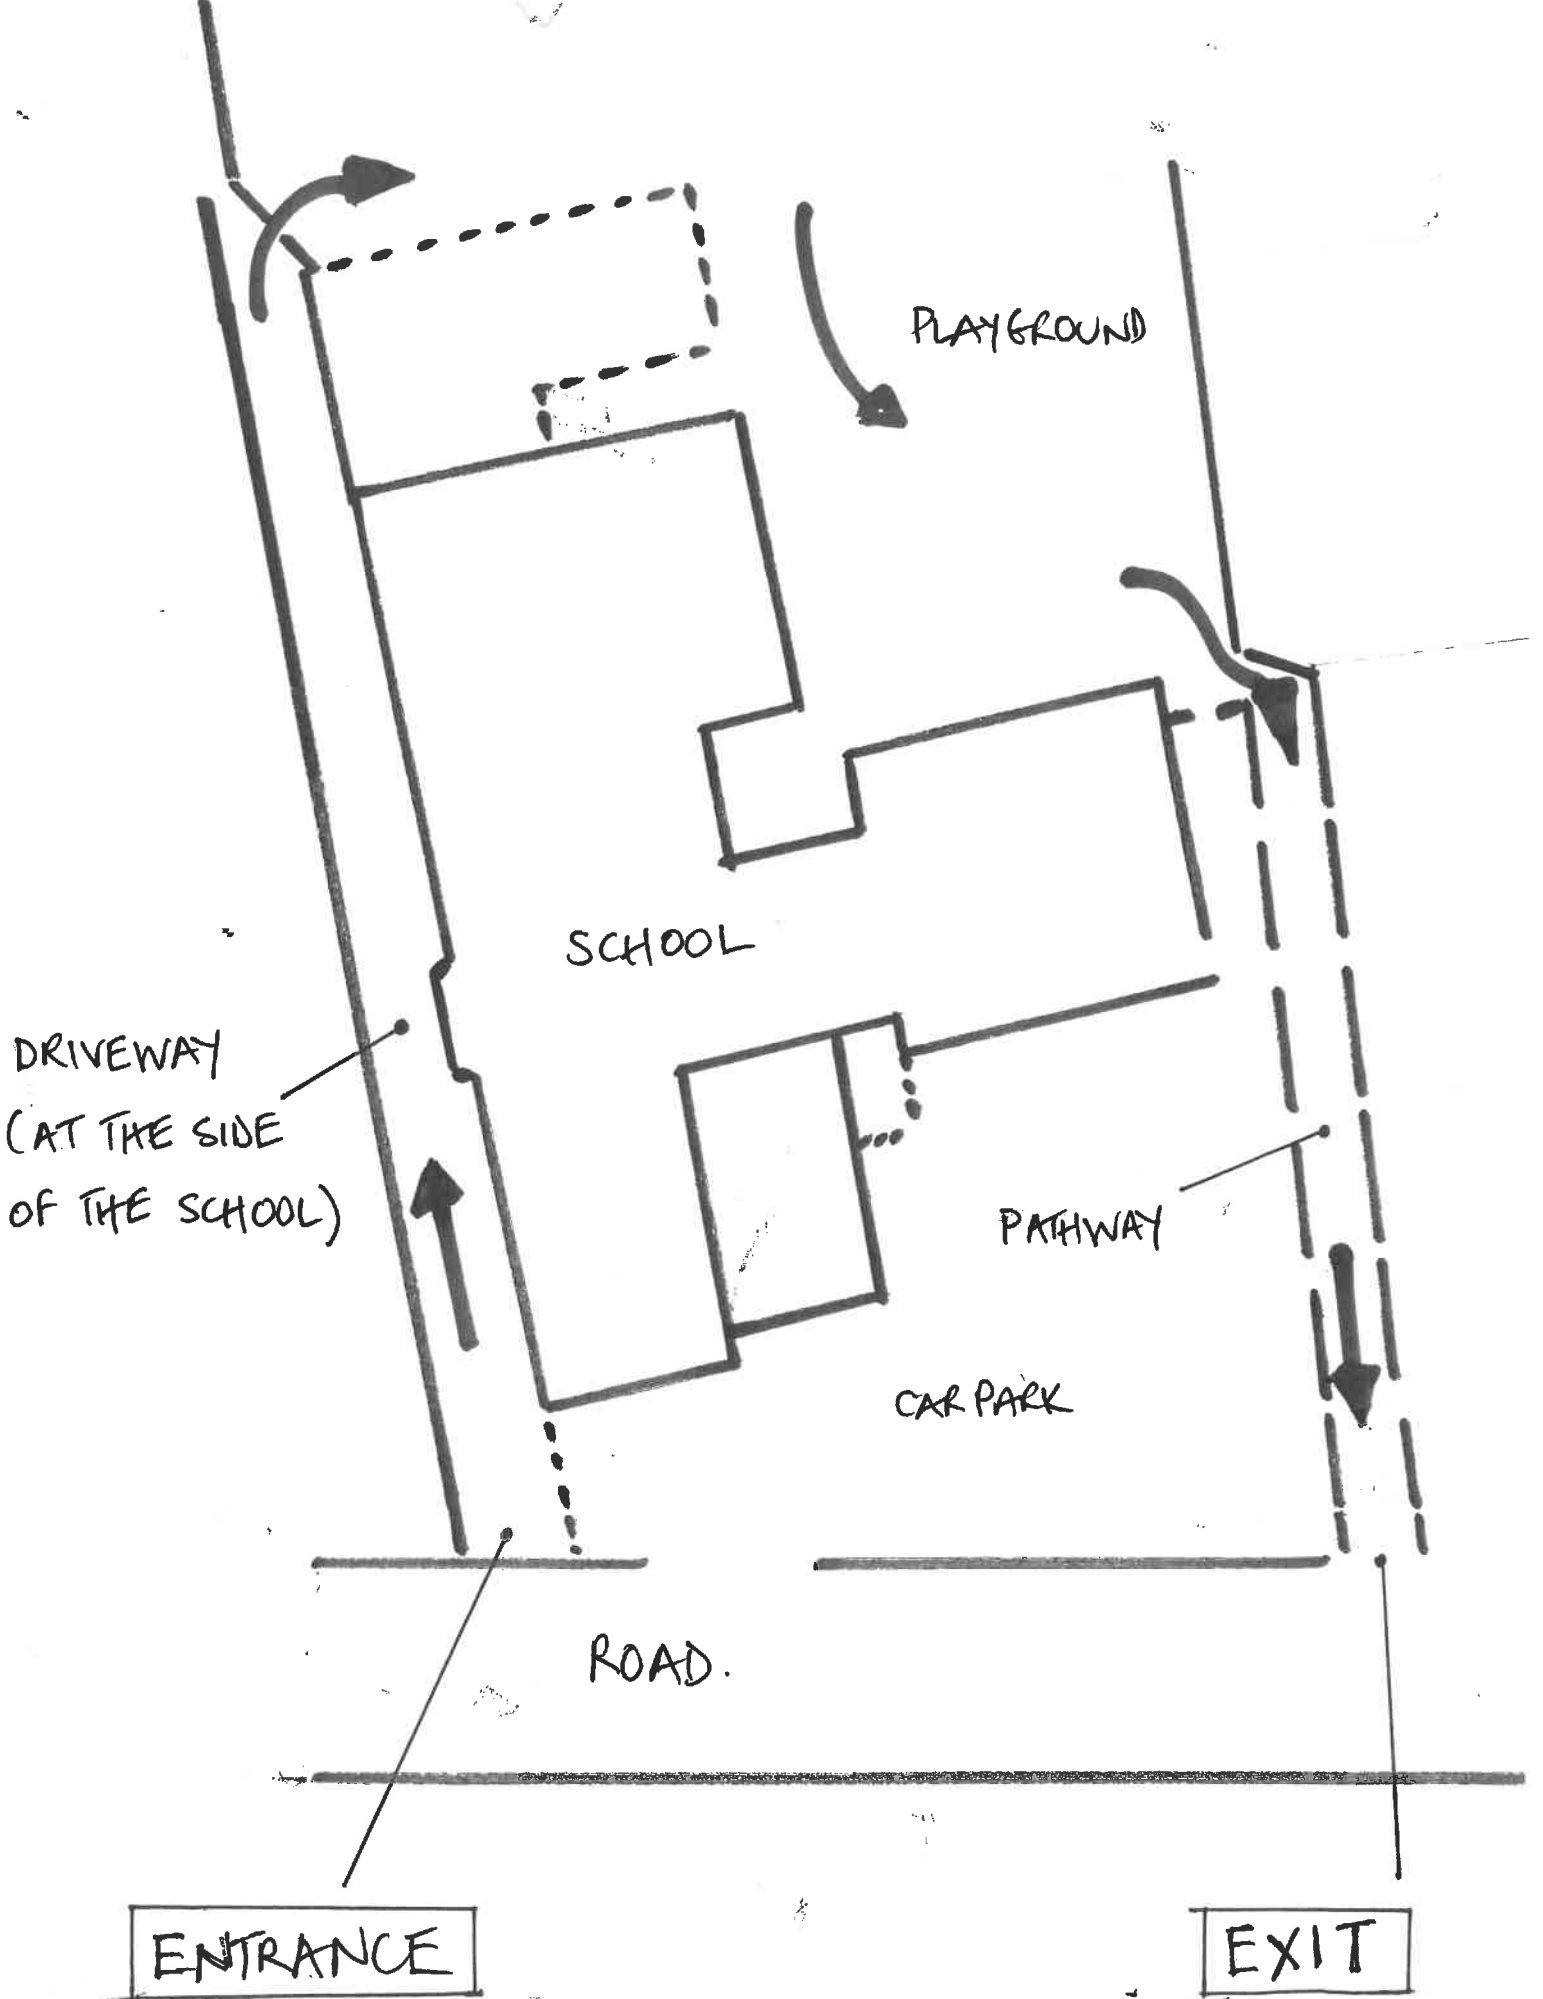 PLAYGROUND
SCHOOL
DRIVEWAY
(AT THE SIDE
OF THE SCHOOL)
PATHWAY
CAR PARK
ROAD.
ENTRANCE
EXIT